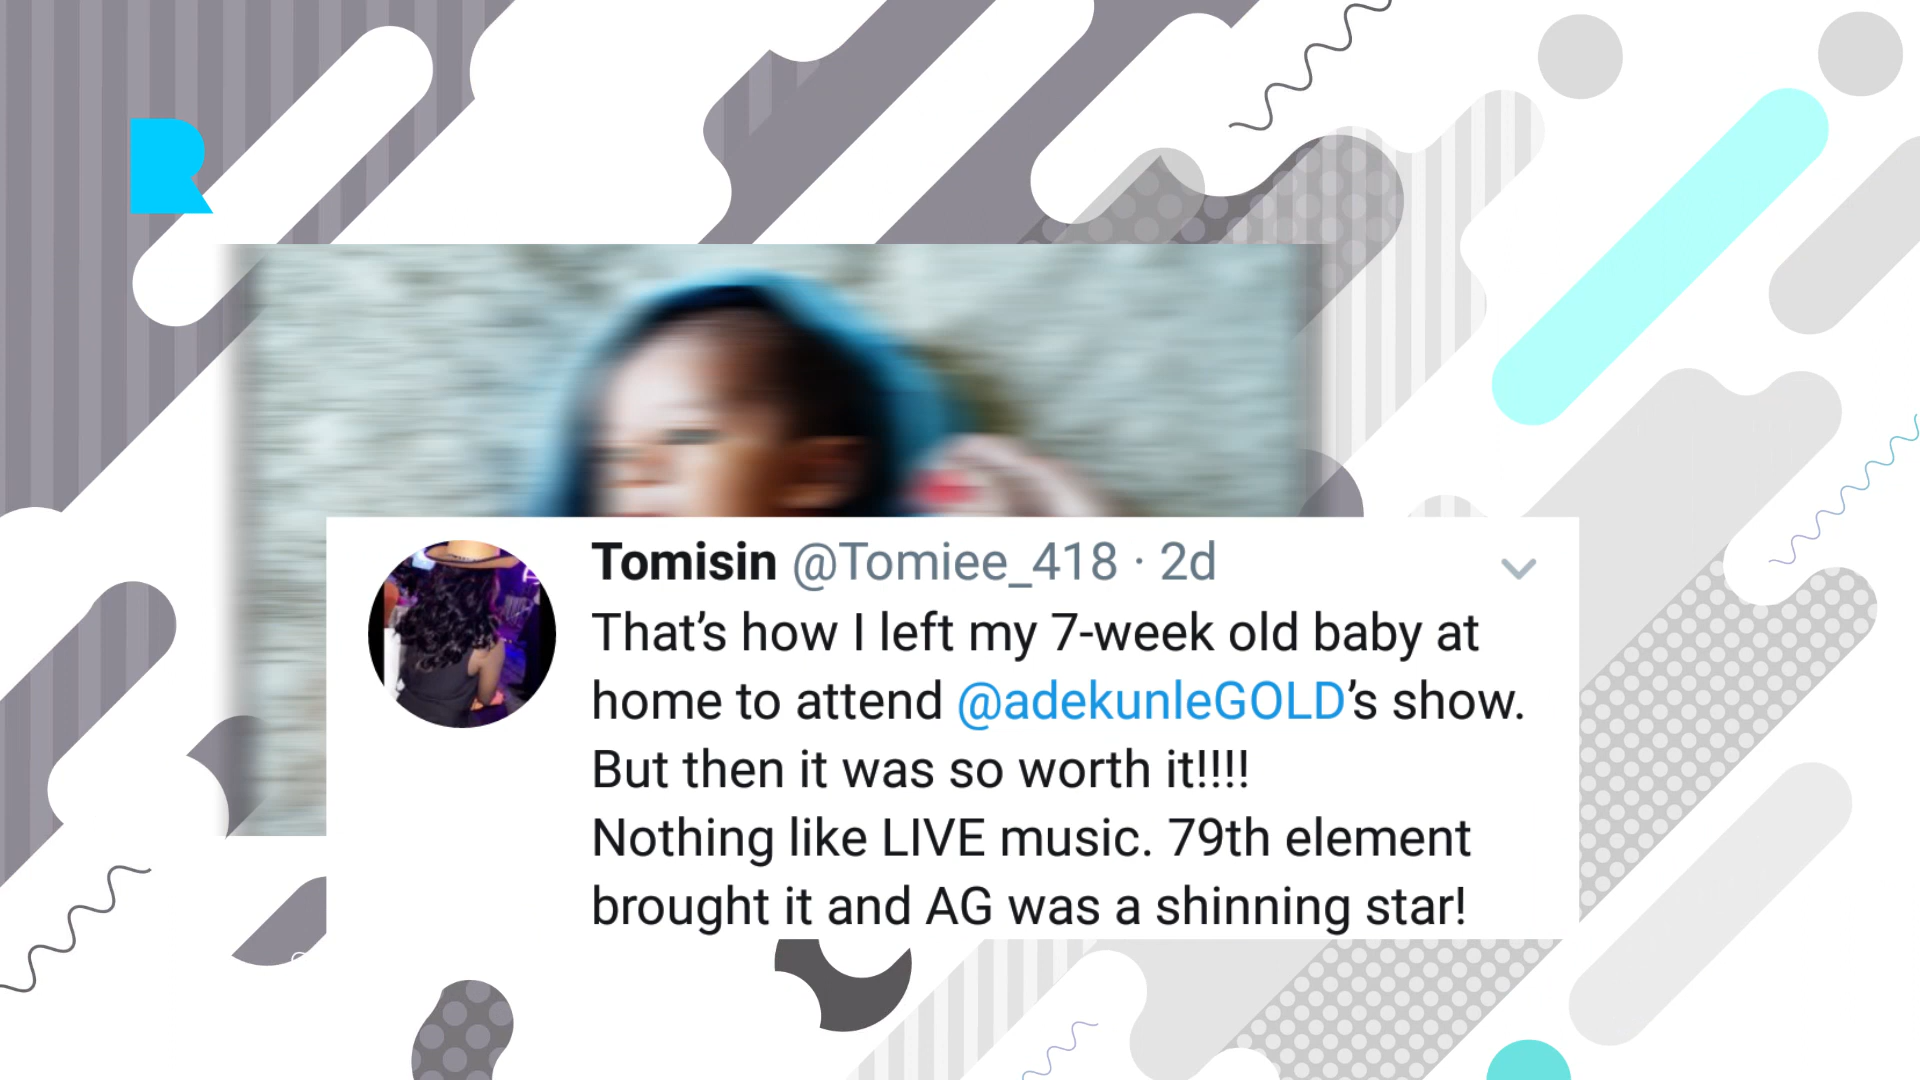 R
Tomisin @Tomiee_418 · 2d
That’s how I left my 7-week old baby at
home to attend @adekunleGOLD’s show.
But then it was so worth it!!!!
Nothing like LIVE music. 79th element
brought it and AG was a shinning star!